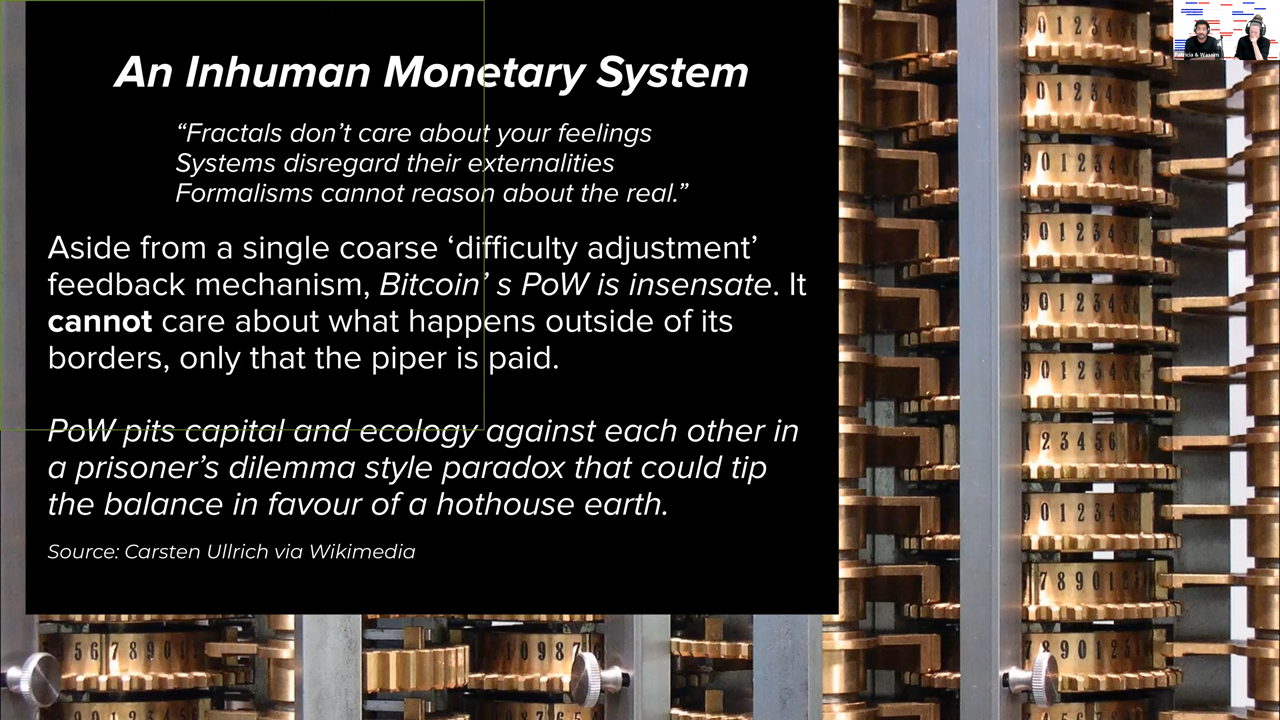 An Inhuman Monetary System
“Fractals don’t care about your feelings
Systems disregard their externalities
Formalisms cannot reason about the real.”
Aside from a single coarse ‘difficulty adjustment’
feedback mechanism, Bitcoin’ s PoW is insensate. It
cannot care about what happens outside of its
borders, only that the piper is paid.
PoW pits capital and ecology against each other in
a prisoner’s dilemma style paradox that could tip
the balance in favour of a hothouse earth.
Source: Carsten Ullrich via Wikimedia
Patricia & Wassim